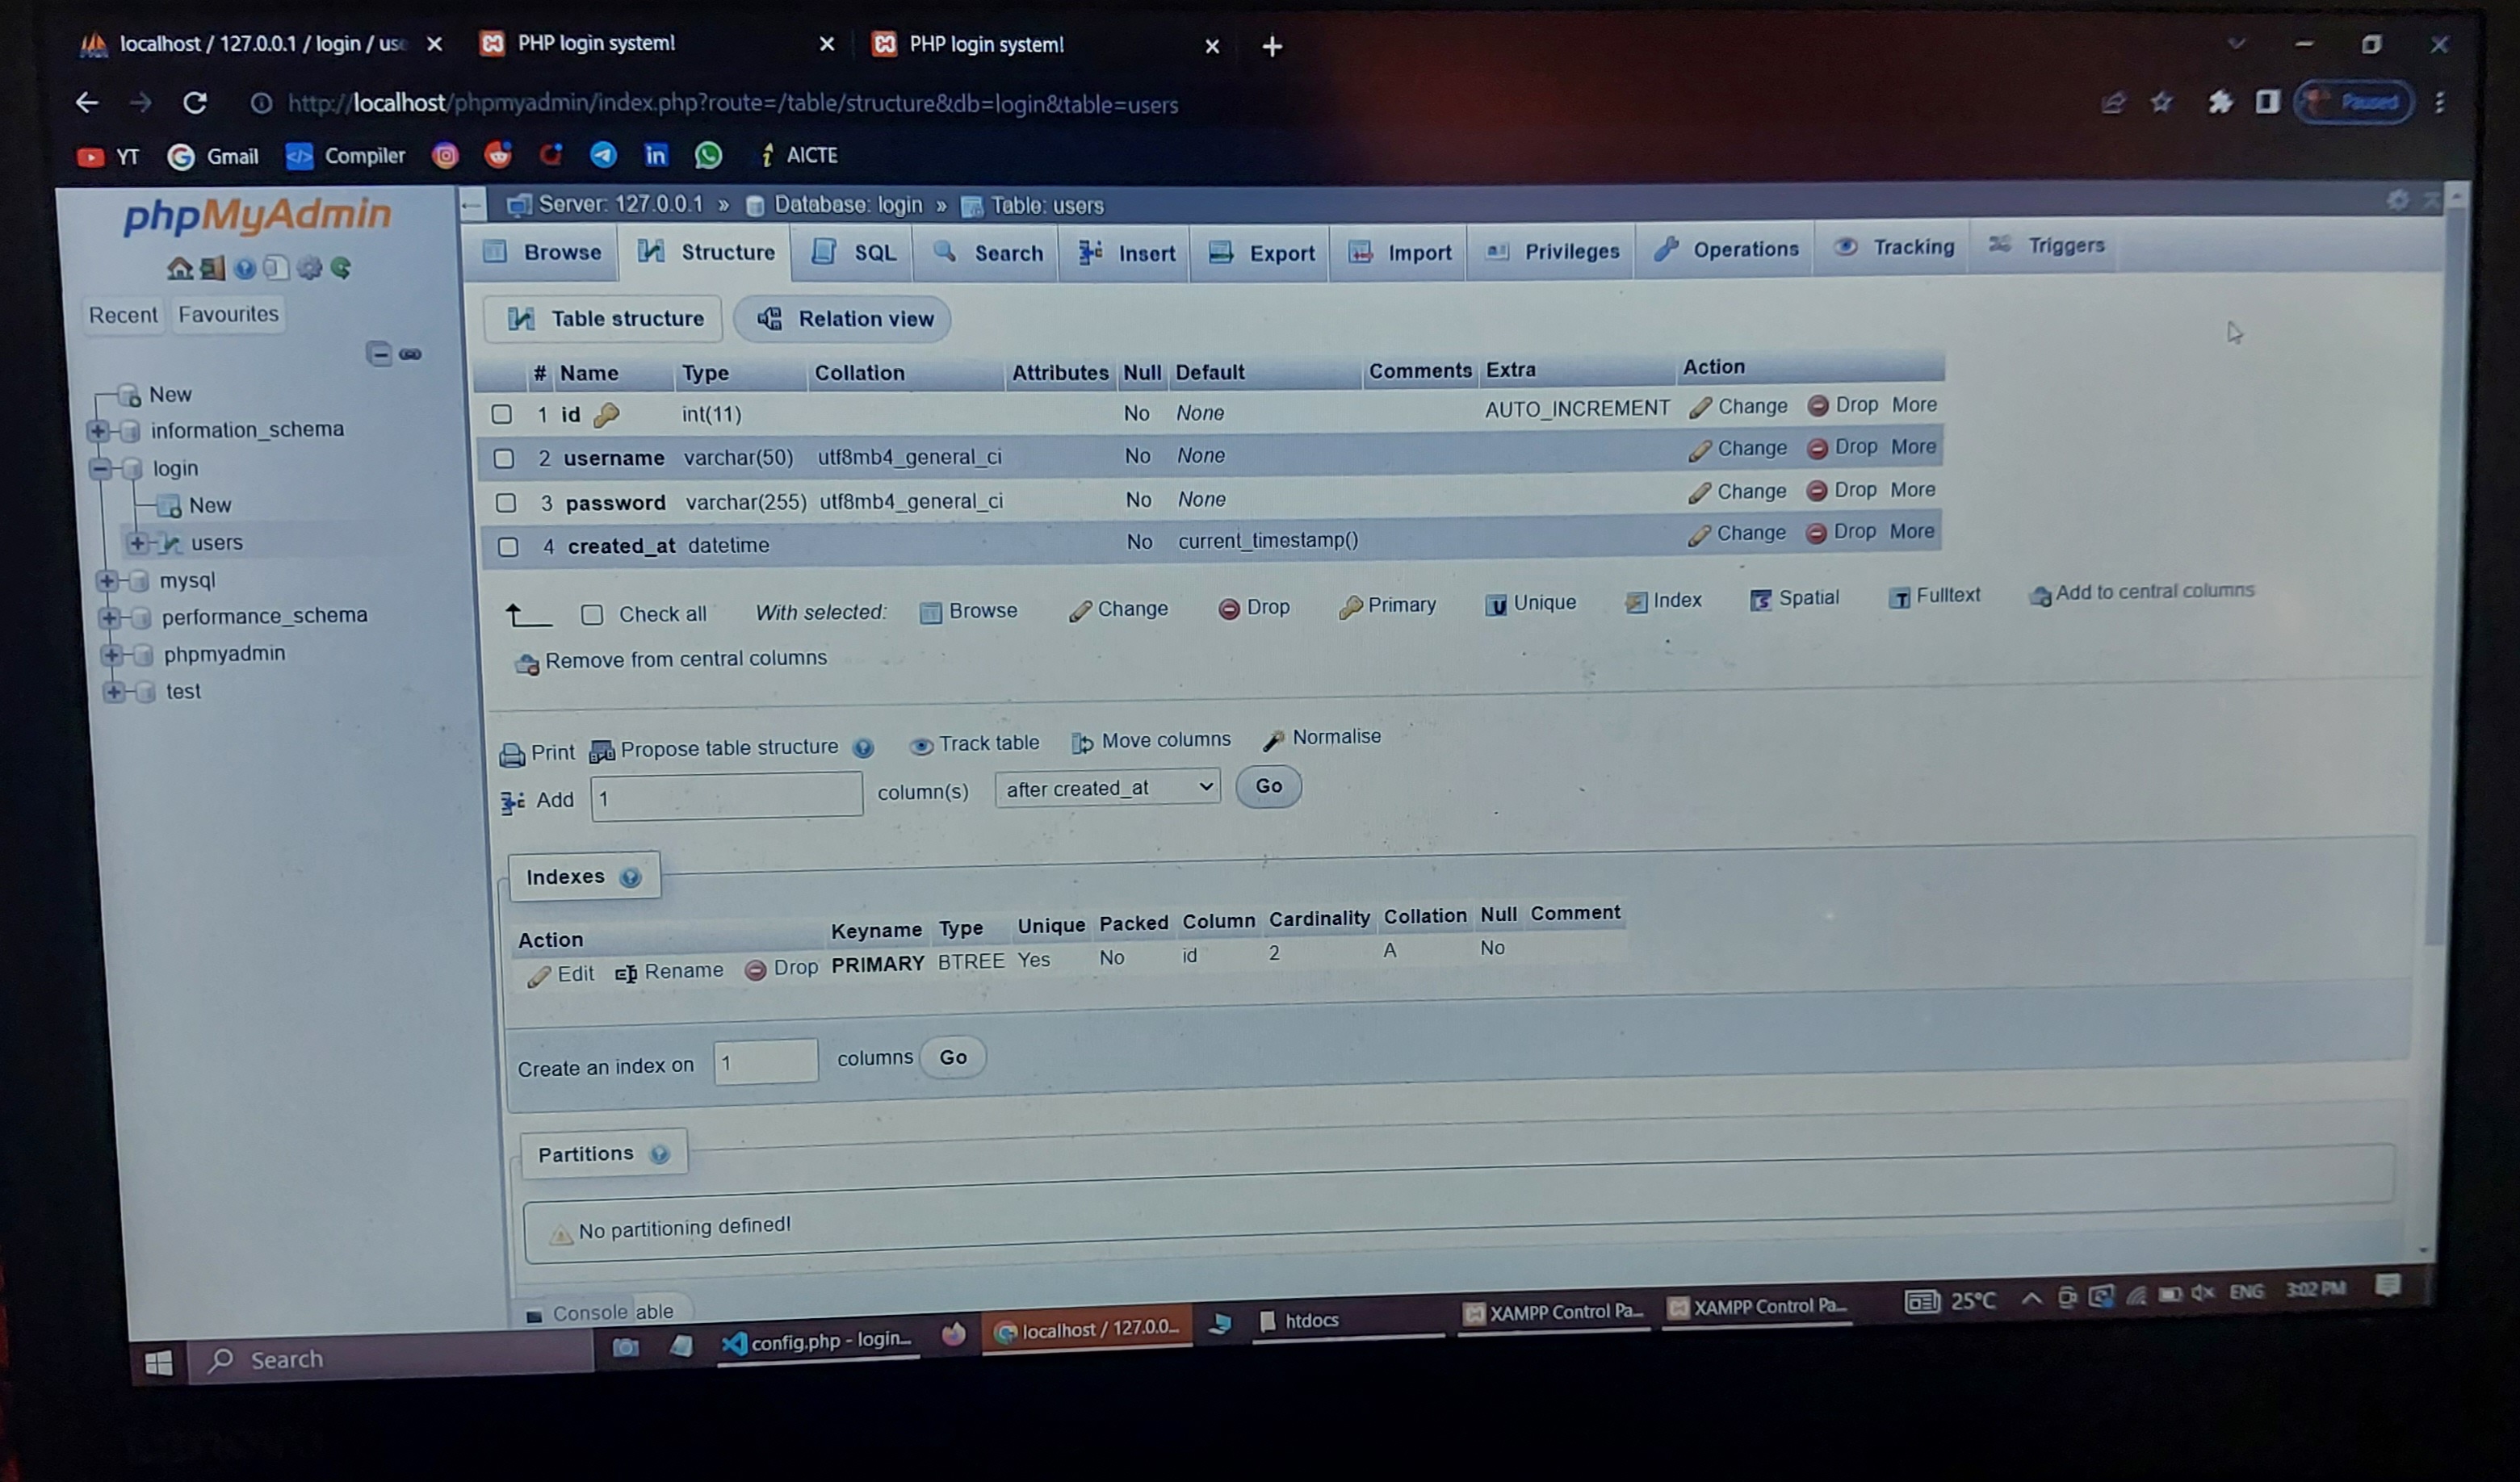 localhost / 127.0.0.1 / login / use
PHP login system!
PHP login system!
http://localhost/phpmyadmin/index.php?route=/table/structure&db=login&table=users
Paused
YT Gmail Compiler in AICTE
phpMyAdmin
Recent Favourites
New
information_schema
login
New
users
mysql
performance_schema
phpmyadmin
test
Server: 127.0.0.1 » Database: login » Table: users
Browse Structure SQL Search Insert Export Import Privileges Operations Tracking Triggers
Table structure Relation view
# Name Type Collation Attributes Null Default Comments Extra Action
1 id int(11) No None AUTO_INCREMENT Change Drop More
2 username varchar(50) utf8mb4_general_ci No None Change Drop More
3 password varchar(255) utf8mb4_general_ci No None Change Drop More
4 created_at datetime No current_timestamp() Change Drop More
Check all With selected: Browse Change Drop Primary Unique Index Spatial Fulltext Add to central columns
Remove from central columns
Print Propose table structure Track table Move columns Normalise
Add 1 column(s) after created_at Go
Indexes
Action Keyname Type Unique Packed Column Cardinality Collation Null Comment
Edit Rename Drop PRIMARY BTREE Yes No id 2 A No
Create an index on 1 columns Go
Partitions
No partitioning defined!
Console able
Search
config.php - login...
localhost / 127.0.0...
htdocs
XAMPP Control Pa...
XAMPP Control Pa...
25°C
ENG
3:02 PM